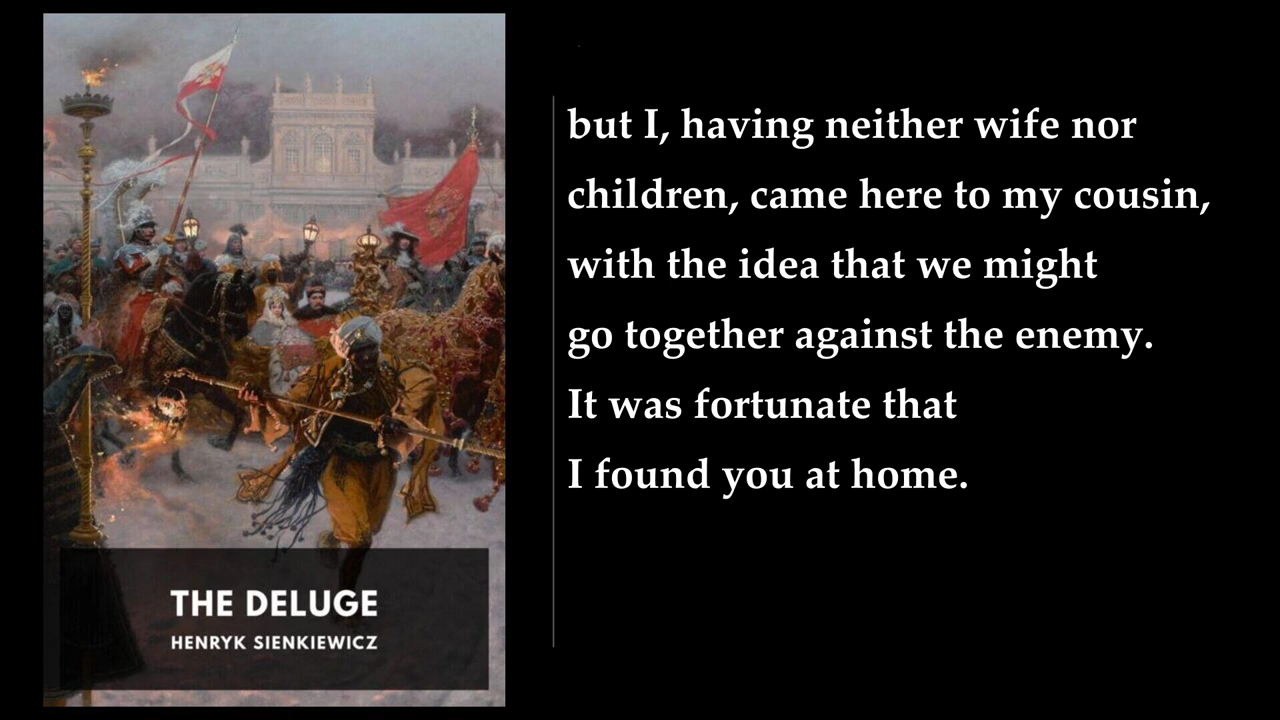 THE DELUGE
HENRYK SIENKIEWICZ
but I, having neither wife nor
children, came here to my cousin,
with the idea that we might
go together against the enemy.
It was fortunate that
I found you at home.